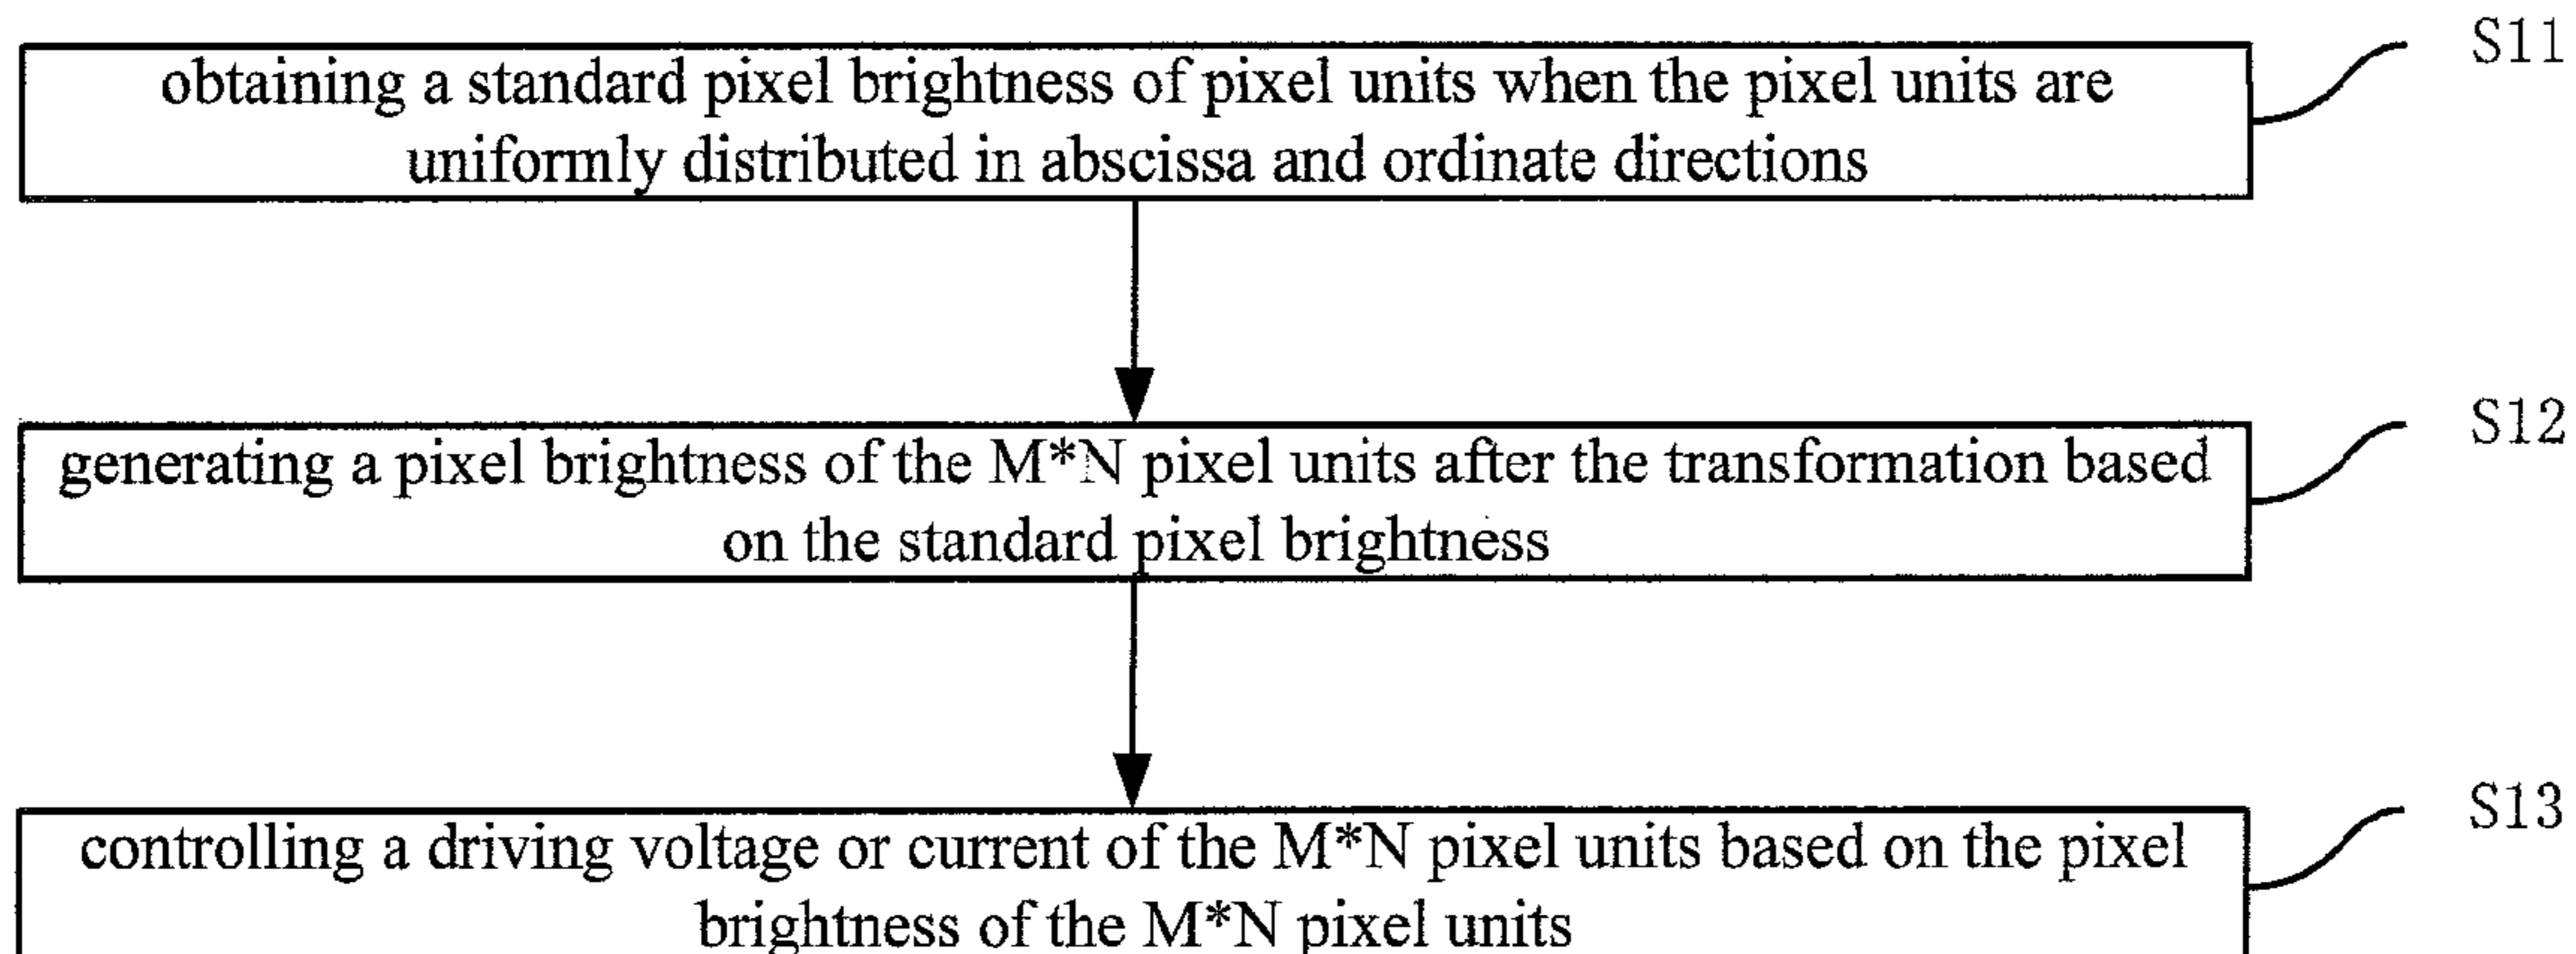 S11
obtaining a standard pixel brightness of pixel units when the pixel units are
uniformly distributed in abscissa and ordinate directions
S12
generating a pixel brightness of the M*N pixel units after the transformation based
on the standard pixel brightness
S13
controlling a driving voltage or current of the M*N pixel units based on the pixel
brightness of the M*N pixel units